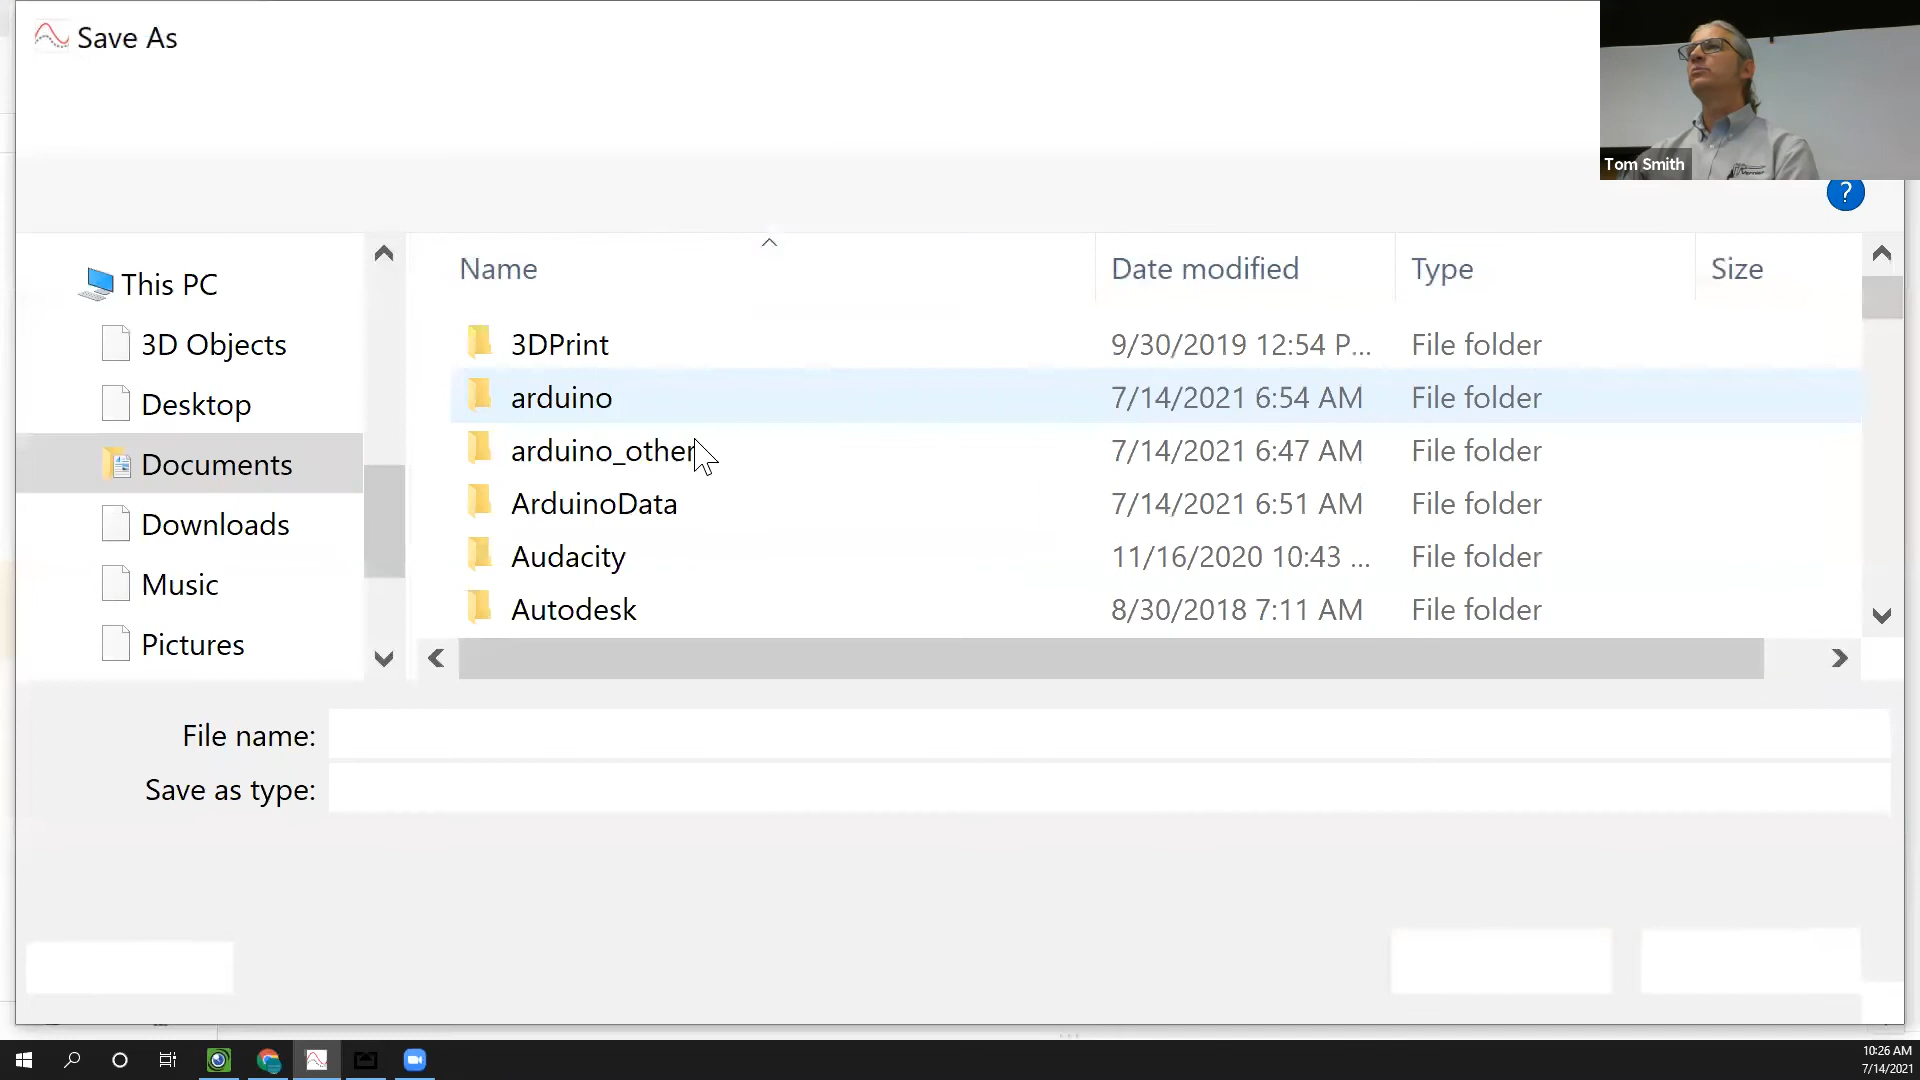 Save As
Tom Smith
?
Name Date modified Type Size
This PC
3D Objects
Desktop
Documents
Downloads
Music
Pictures
3DPrint 9/30/2019 12:54 P... File folder
arduino 7/14/2021 6:54 AM File folder
arduino_other 7/14/2021 6:47 AM File folder
ArduinoData 7/14/2021 6:51 AM File folder
Audacity 11/16/2020 10:43 ... File folder
Autodesk 8/30/2018 7:11 AM File folder
File name:
Save as type:
10:26 AM
7/14/2021